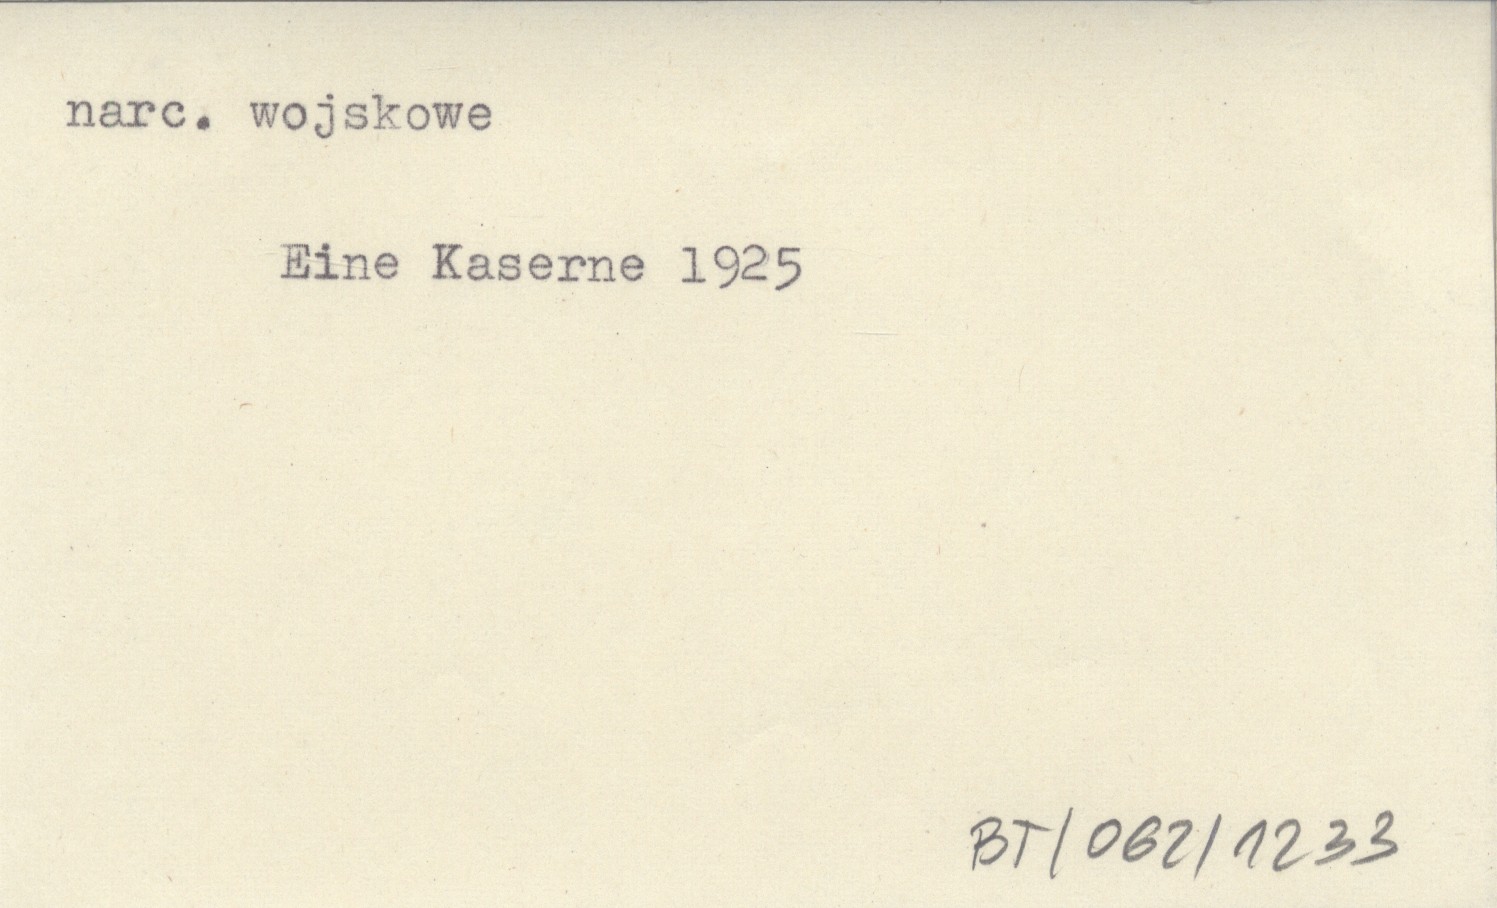 narc. wojskowe
Eine Kaserne 1925
BT/062/1233